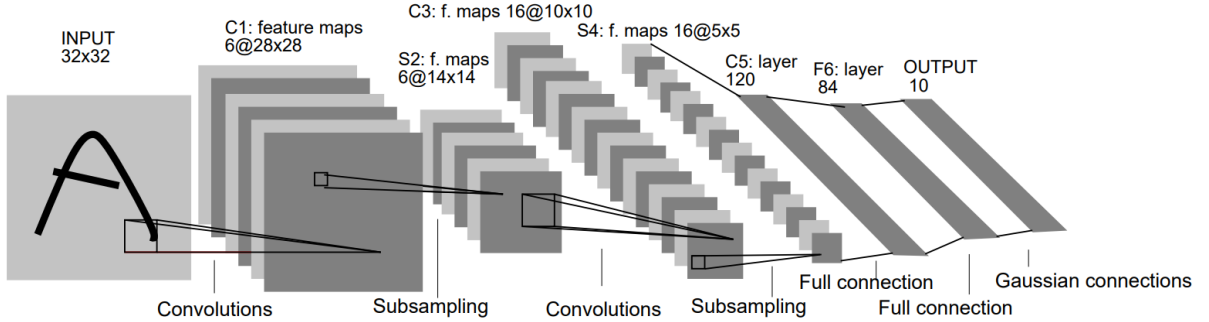 INPUT
32x32
C1: feature maps
6@28x28
S2: f. maps
6@14x14
C3: f. maps 16@10x10
S4: f. maps 16@5x5
C5: layer
120
F6: layer
84
OUTPUT
10
Convolutions
Subsampling
Convolutions
Subsampling
Full connection
Full connection
Gaussian connections
A